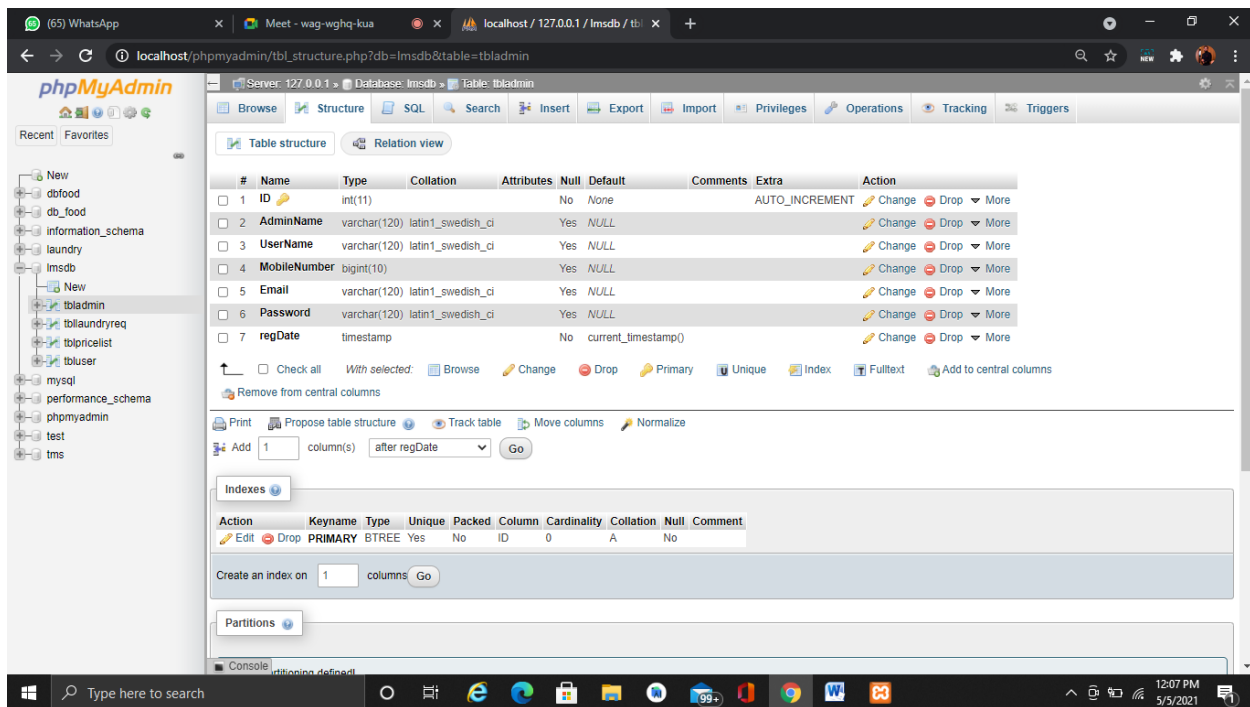 (65) WhatsApp
Meet - wag-wghq-kua
localhost / 127.0.0.1 / lmsdb / tbl
localhost/phpmyadmin/tbl_structure.php?db=lmsdb&table=tbladmin
NEW
phpMyAdmin
Recent Favorites
New
dbfood
db_food
information_schema
laundry
lmsdb
New
tbladmin
tbllaundryreq
tblpricelist
tbluser
mysql
performance_schema
phpmyadmin
test
tms
Server: 127.0.0.1 » Database: lmsdb » Table: tbladmin
Browse Structure SQL Search Insert Export Import Privileges Operations Tracking Triggers
Table structure Relation view
# Name Type Collation Attributes Null Default Comments Extra Action
1 ID int(11) No None AUTO_INCREMENT Change Drop More
2 AdminName varchar(120) latin1_swedish_ci Yes NULL Change Drop More
3 UserName varchar(120) latin1_swedish_ci Yes NULL Change Drop More
4 MobileNumber bigint(10) Yes NULL Change Drop More
5 Email varchar(120) latin1_swedish_ci Yes NULL Change Drop More
6 Password varchar(120) latin1_swedish_ci Yes NULL Change Drop More
7 regDate timestamp No current_timestamp() Change Drop More
Check all With selected: Browse Change Drop Primary Unique Index Fulltext Add to central columns
Remove from central columns
Print Propose table structure Track table Move columns Normalize
Add 1 column(s) after regDate Go
Indexes
Action Keyname Type Unique Packed Column Cardinality Collation Null Comment
Edit Drop PRIMARY BTREE Yes No ID 0 A No
Create an index on 1 columns Go
Partitions
Console
partitioning defined!
Type here to search
99+
12:07 PM
5/5/2021
1